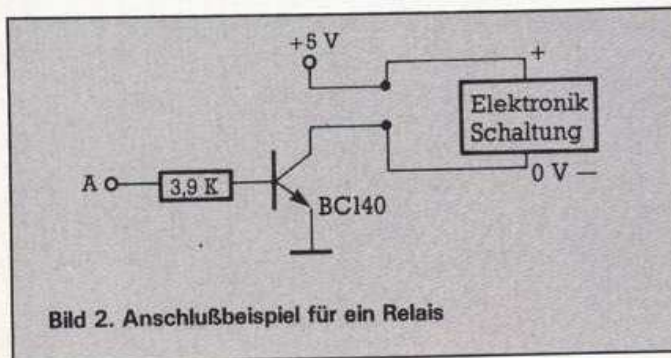 +5 V
+
Elektronik
Schaltung
0 V —
A
3,9 K
BC140
Bild 2. Anschlußbeispiel für ein Relais